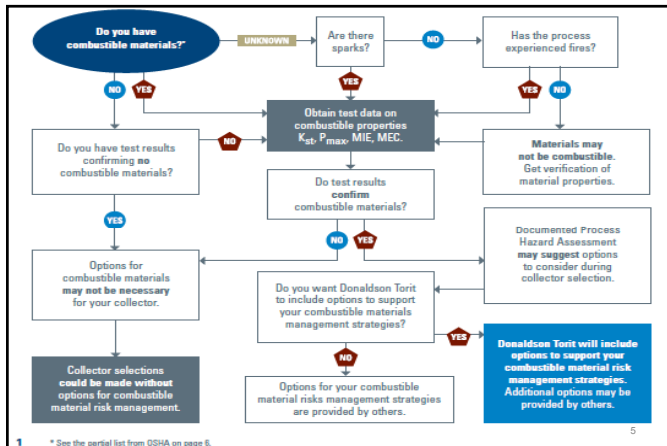 Do you have
combustible materials?*
UNKNOWN
Are there
sparks?
NO
Has the process
experienced fires?
NO
YES
YES
YES
NO
Obtain test data on
combustible properties
Kst, Pmax, MIE, MEC.
Do you have test results
confirming no
combustible materials?
NO
Materials may
not be combustible.
Get verification of
material properties.
Do test results
confirm
combustible materials?
YES
NO
YES
Options for
combustible materials
may not be necessary
for your collector.
Documented Process
Hazard Assessment
may suggest options
to consider during
collector selection.
Do you want Donaldson Torit
to include options to support
your combustible materials
management strategies?
YES
NO
Collector selections
could be made without
options for combustible
material risk management.
Options for your combustible
material risks management strategies
are provided by others.
Donaldson Torit will include
options to support your
combustible material risk
management strategies.
Additional options may be
provided by others.
5
1
* See the partial list from OSHA on page 6.